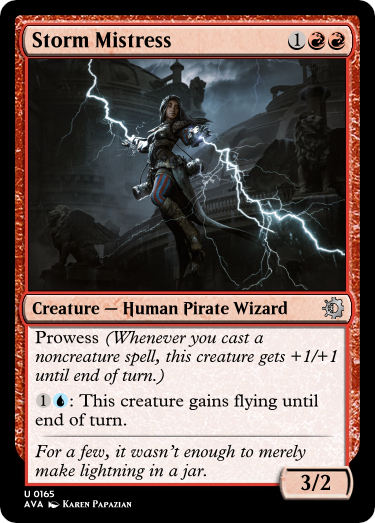 Storm Mistress 1
Creature — Human Pirate Wizard
Prowess (Whenever you cast a
noncreature spell, this creature gets +1/+1
until end of turn.)
1: This creature gains flying until
end of turn.
For a few, it wasn't enough to merely
make lightning in a jar.
3/2
U 0165
AVA Karen Papazian